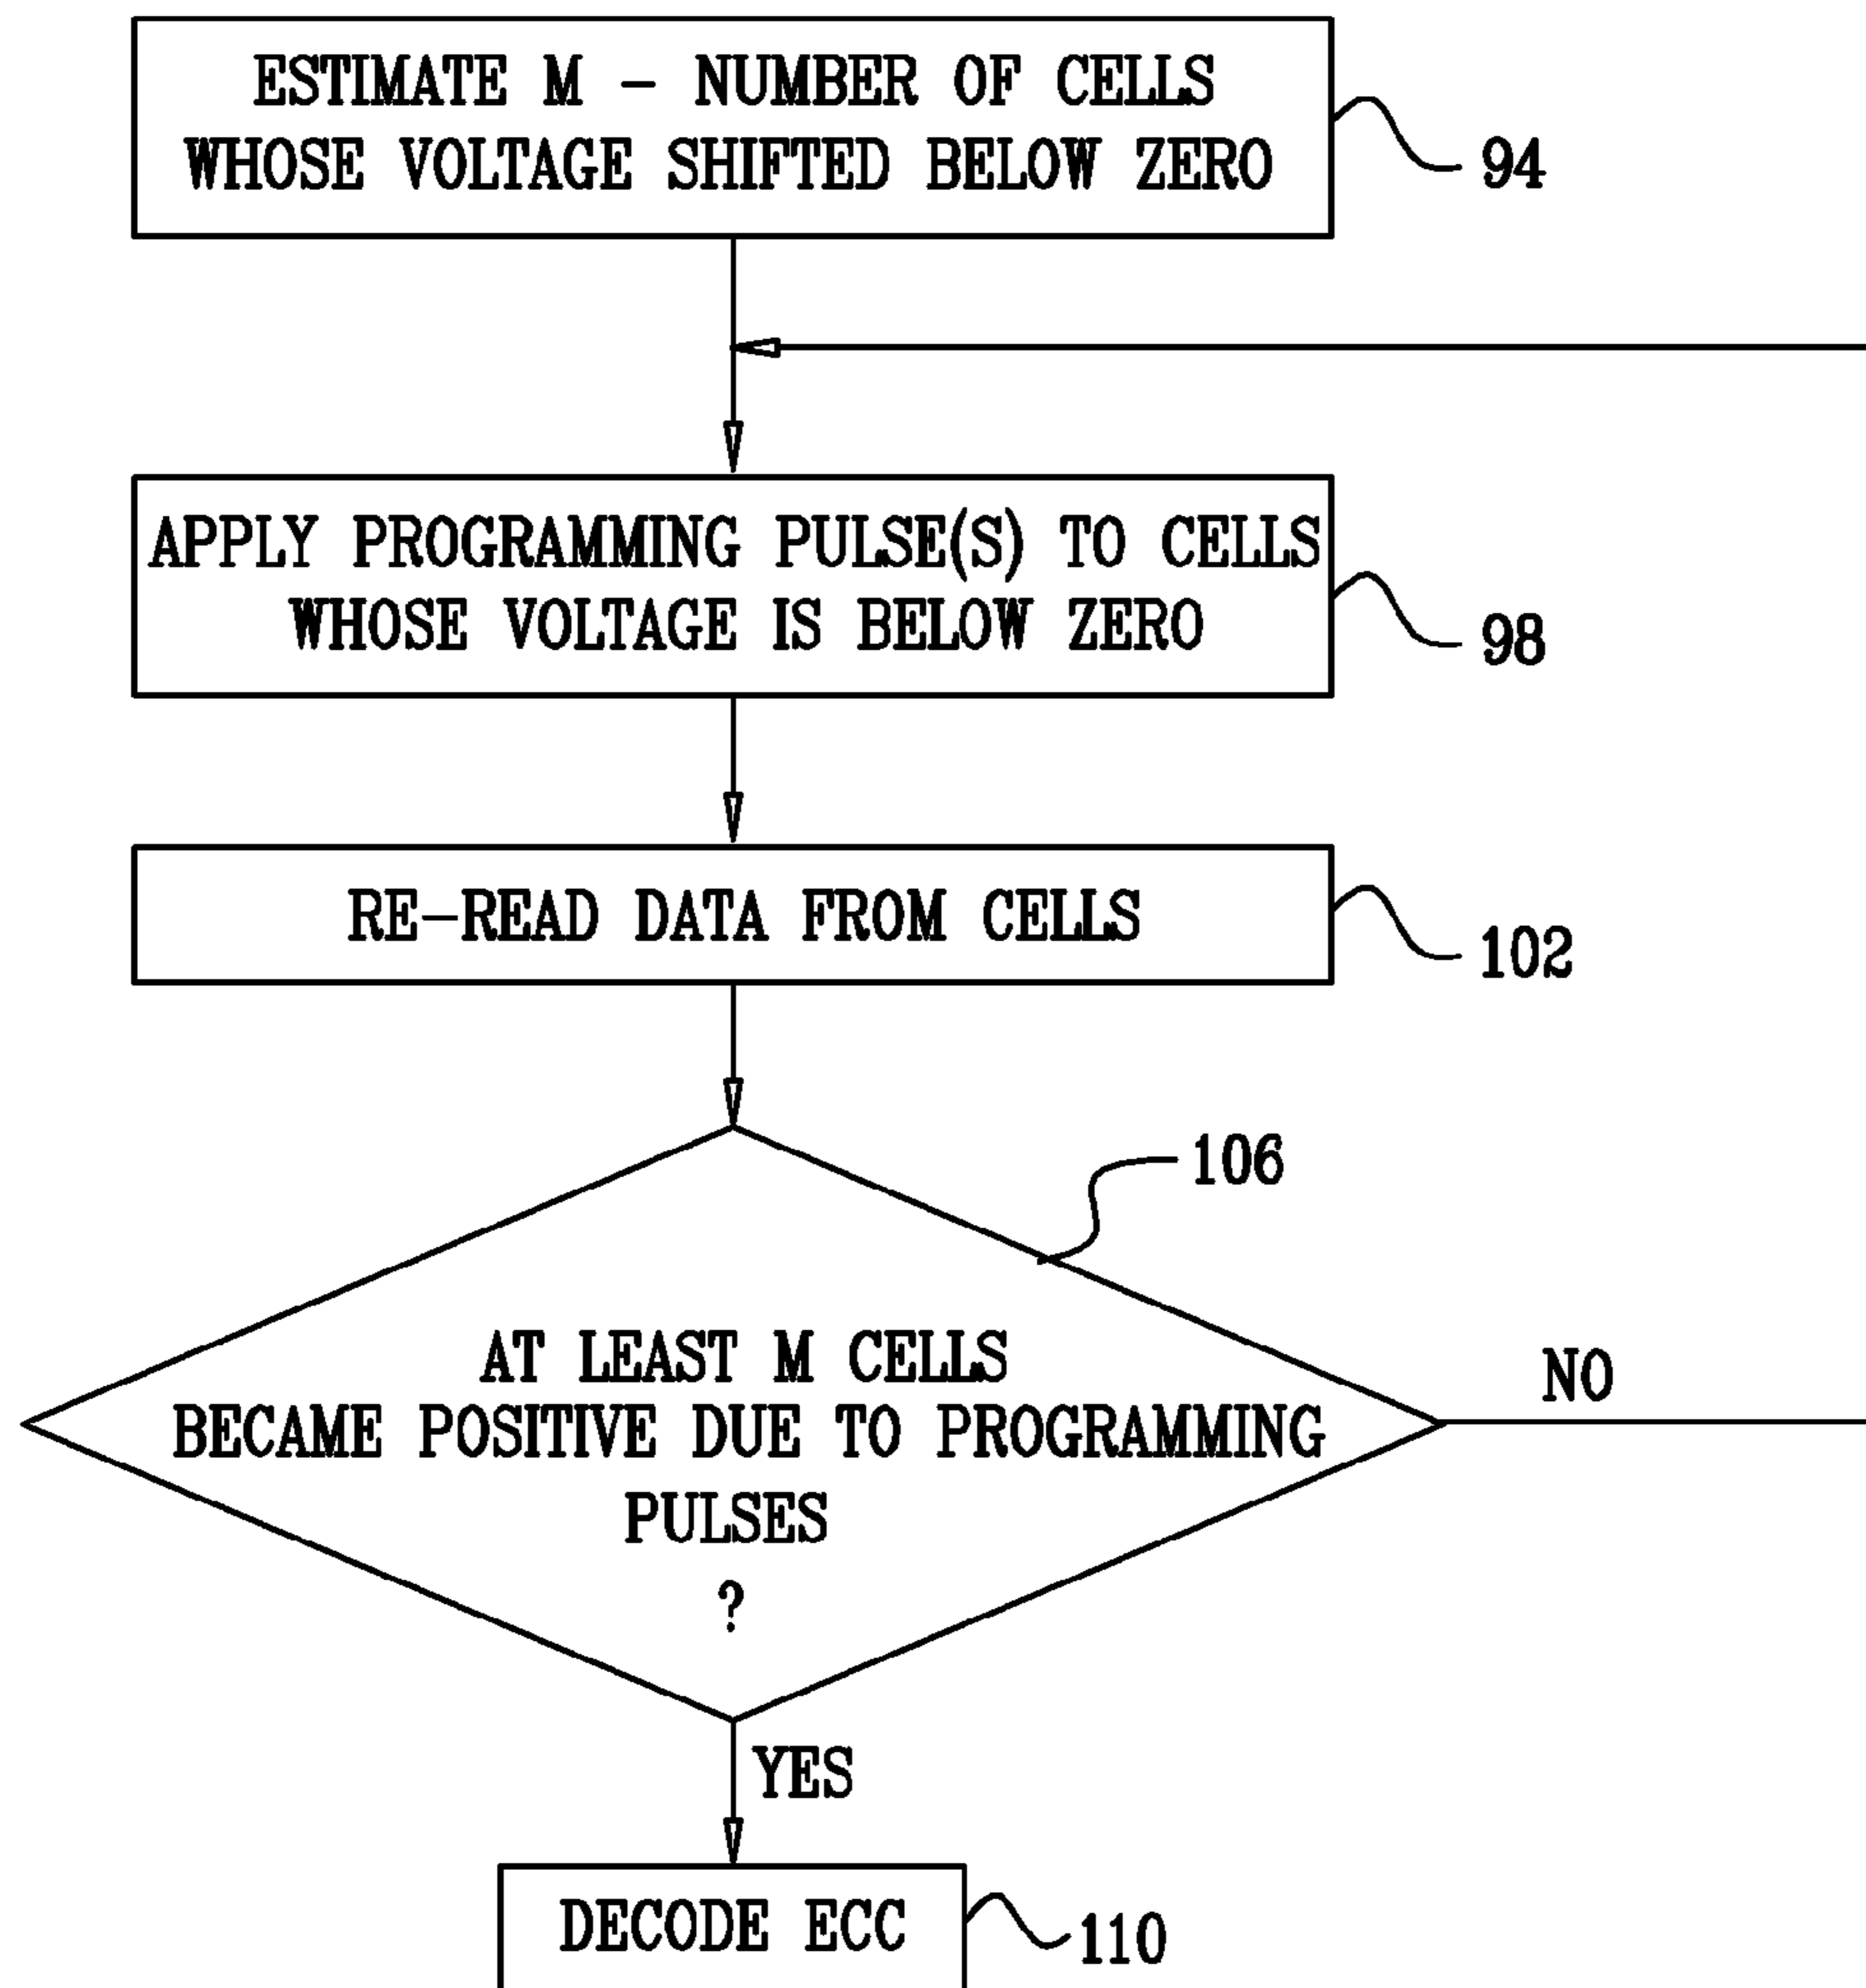 ESTIMATE M - NUMBER OF CELLS
WHOSE VOLTAGE SHIFTED BELOW ZERO
94
APPLY PROGRAMMING PULSE(S) TO CELLS
WHOSE VOLTAGE IS BELOW ZERO
98
RE-READ DATA FROM CELLS
102
106
AT LEAST M CELLS
BECAME POSITIVE DUE TO PROGRAMMING
PULSES
?
NO
YES
DECODE ECC
110